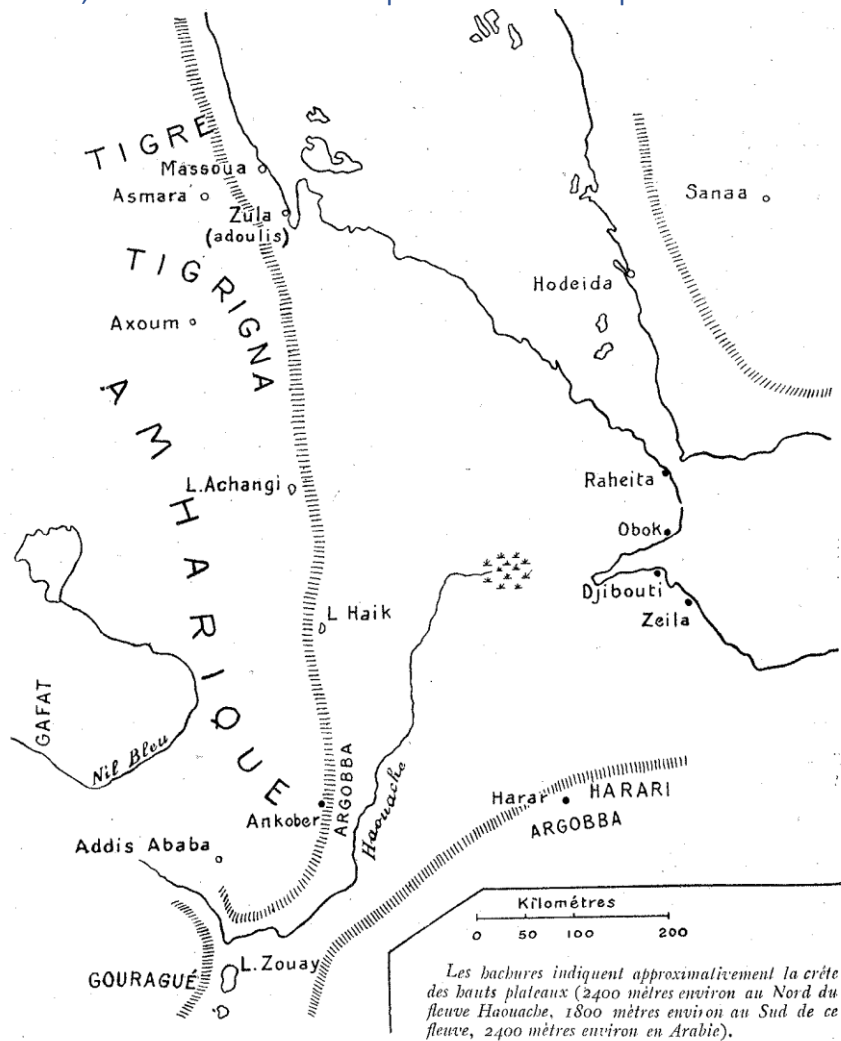 TIGRE
Massoua
Asmara
Zula
(adoulis)
Sanaa
TIGRIGNA
Hodeida
Axoum
AMHARIQUE
L.Achangi
Raheita
Obok
Djibouti
Zeila
L Haik
GAFAT
Nil Bleu
Haouache
ARGOBBA
Ankober
Harar
HARARI
ARGOBBA
Addis Ababa
Kilométres
0 50 100 200
GOURAGUÉ
L.Zouay
Les hachures indiquent approximativement la crête
des hauts plateaux (2400 mètres environ au Nord du
fleuve Haouache, 1800 mètres environ au Sud de ce
fleuve, 2400 mètres environ en Arabie).